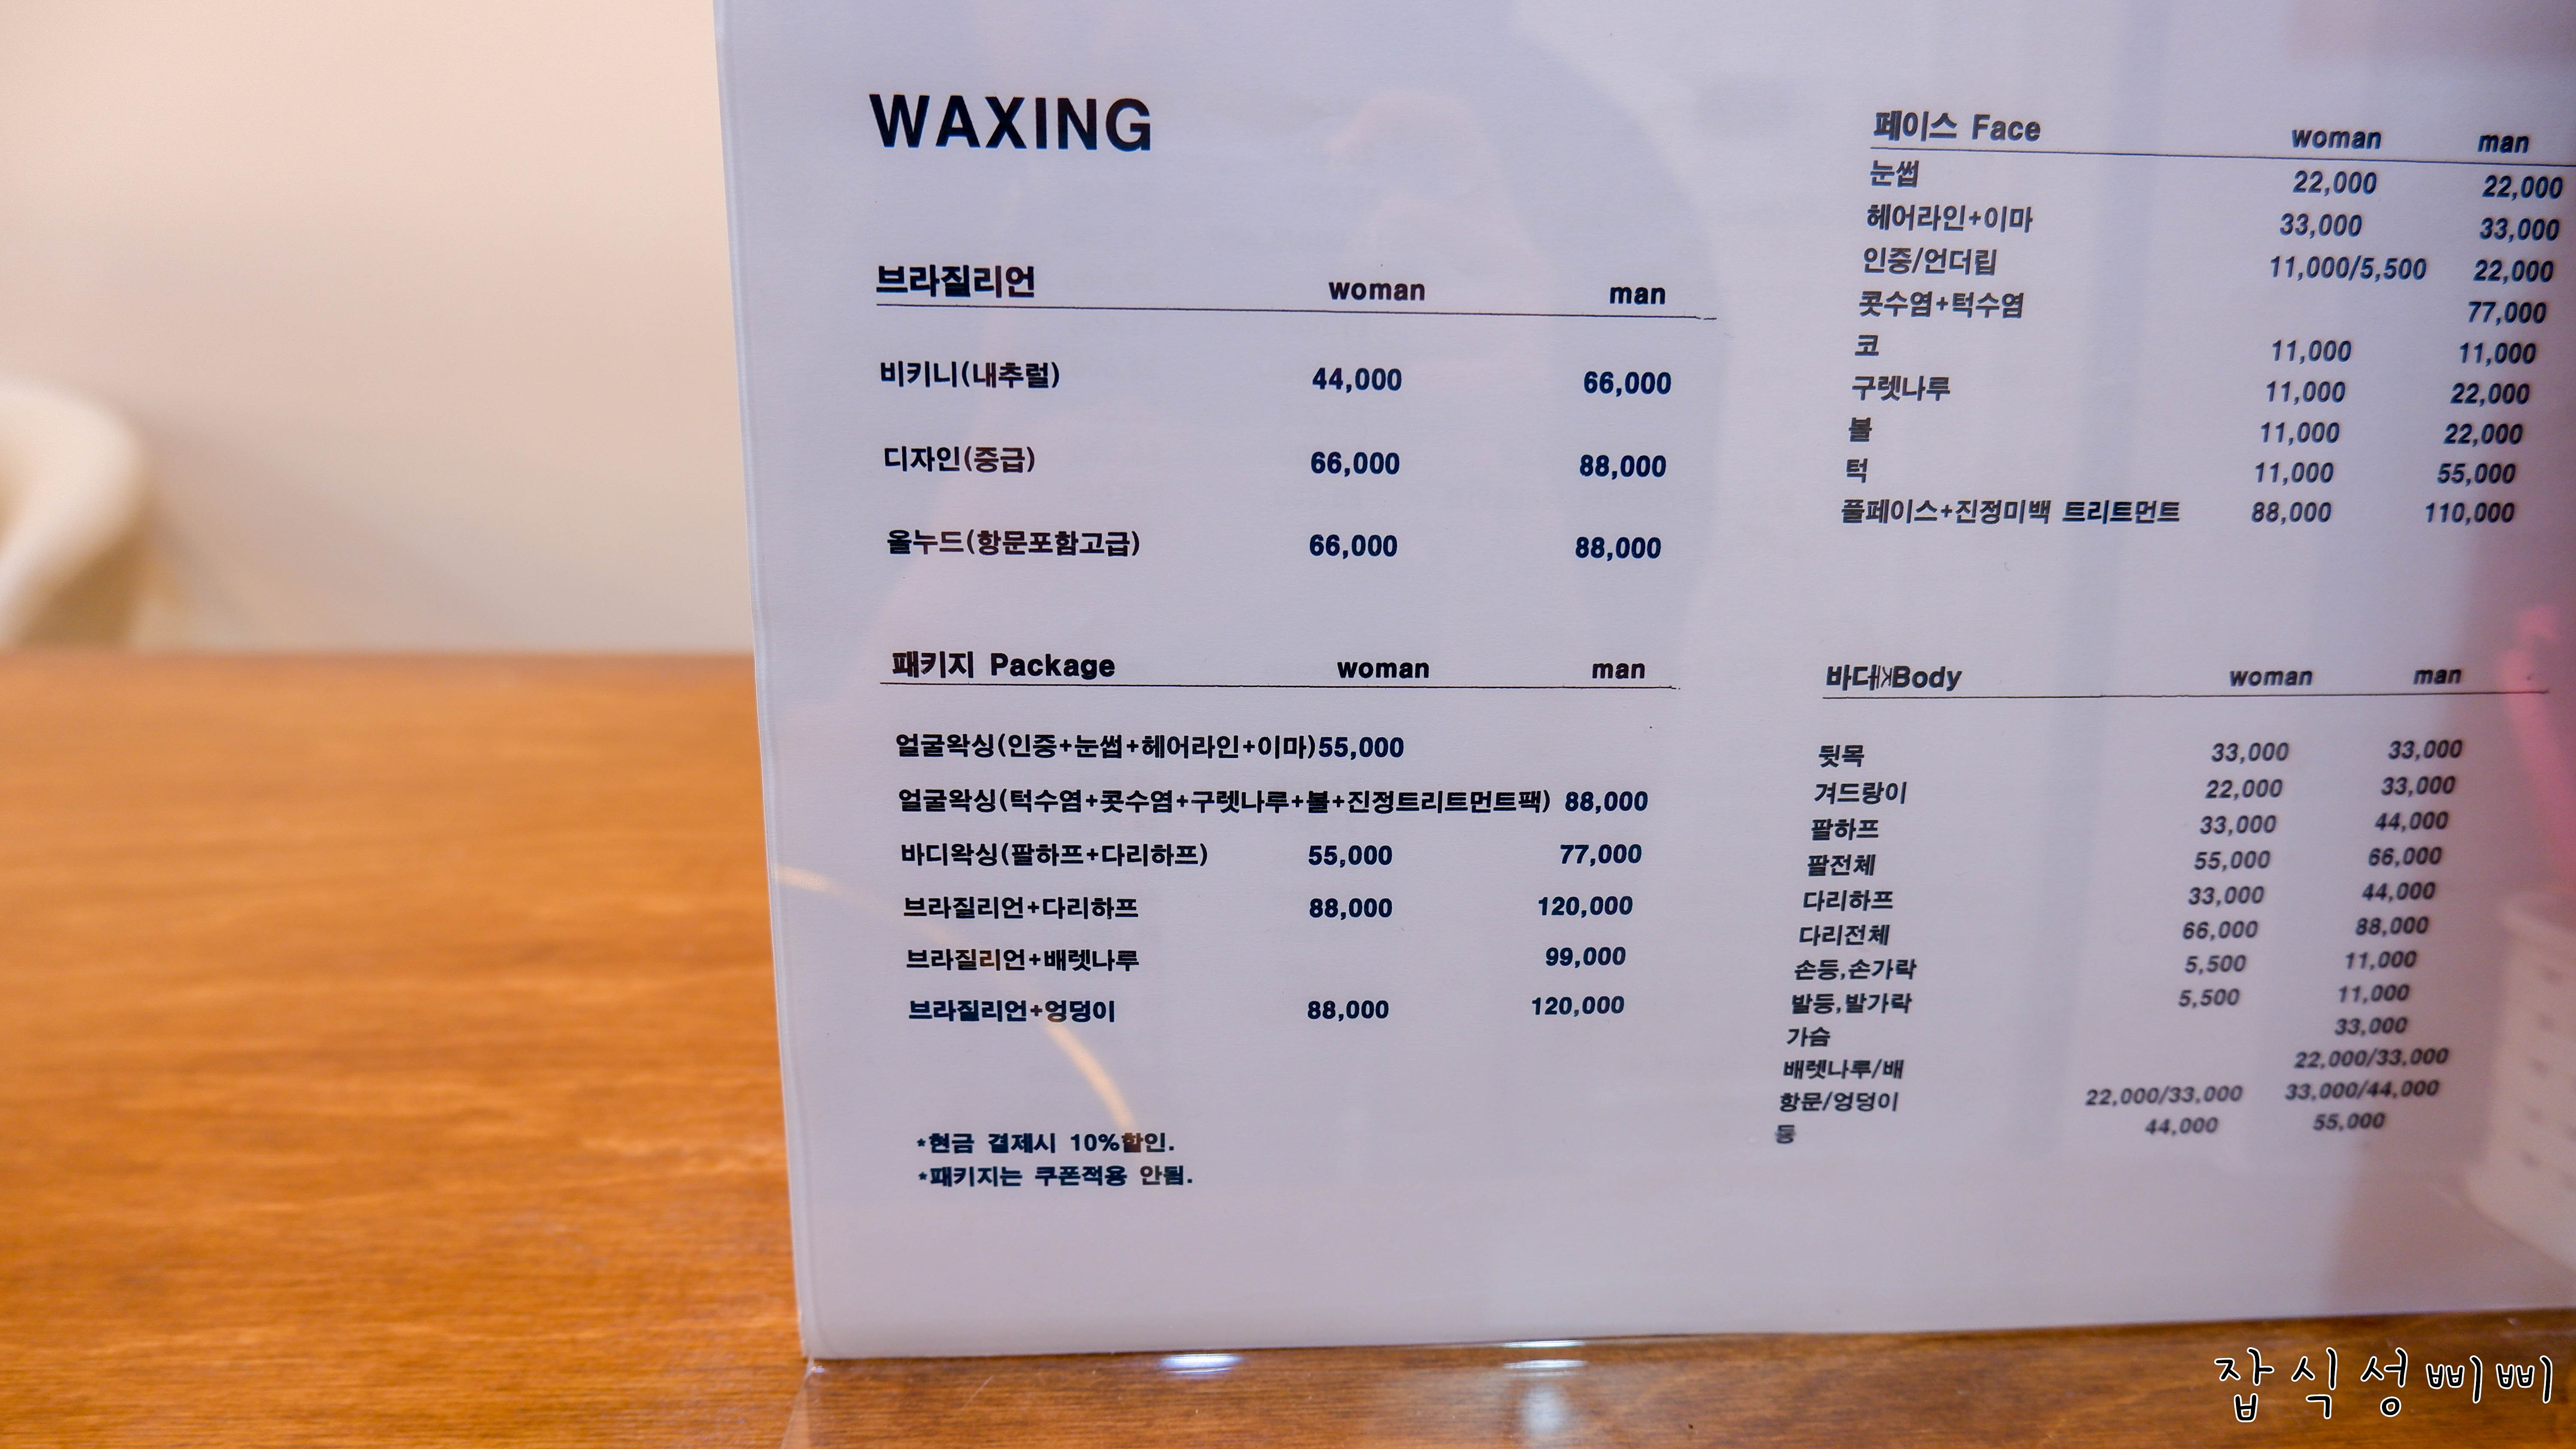 WAXING
브라질리언 woman man
비키니(내추럴) 44,000 66,000
디자인(중급) 66,000 88,000
올누드(항문포함고급) 66,000 88,000
패키지 Package woman man
얼굴왁싱(인중+눈썹+헤어라인+이마)55,000
얼굴왁싱(턱수염+콧수염+구렛나루+볼+진정트리트먼트팩) 88,000
바디왁싱(팔하프+다리하프) 55,000 77,000
브라질리언+다리하프 88,000 120,000
브라질리언+배렛나루 99,000
브라질리언+엉덩이 88,000 120,000
*현금 결제시 10%할인.
*패키지는 쿠폰적용 안됨.
페이스 Face woman man
눈썹 22,000 22,000
헤어라인+이마 33,000 33,000
인중/언더립 11,000/5,500 22,000
콧수염+턱수염 77,000
코 11,000 11,000
구렛나루 11,000 22,000
볼 11,000 22,000
턱 11,000 55,000
풀페이스+진정미백 트리트먼트 88,000 110,000
Body woman man
뒷목 33,000 33,000
겨드랑이 22,000 33,000
팔하프 33,000 44,000
팔전체 55,000 66,000
다리하프 33,000 44,000
다리전체 66,000 88,000
손등,손가락 5,500 11,000
발등,발가락 5,500 11,000
가슴 33,000
배렛나루/배 22,000/33,000
항문/엉덩이 22,000/33,000 33,000/44,000
등 44,000 55,000
잡식성삐삐